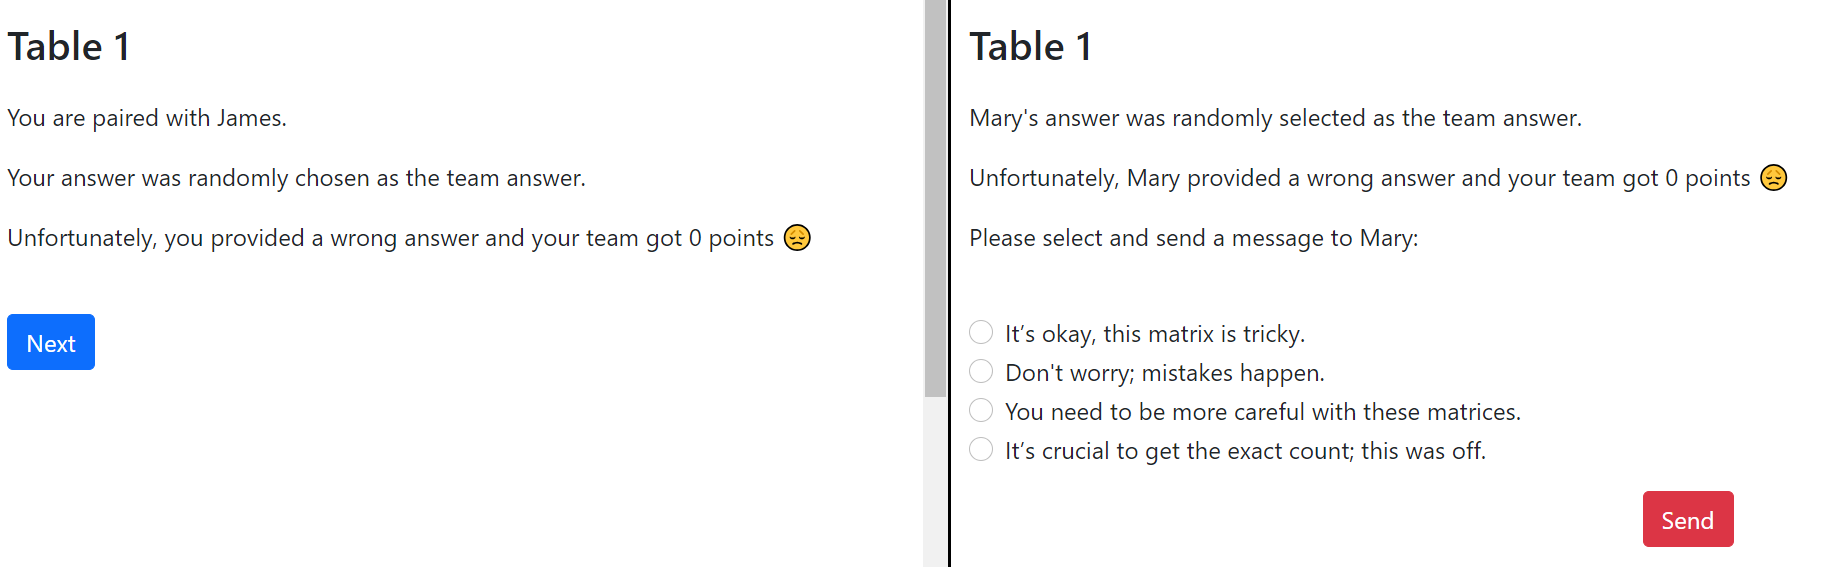 Table 1
You are paired with James.
Your answer was randomly chosen as the team answer.
Unfortunately, you provided a wrong answer and your team got 0 points 😔
Next
Table 1
Mary's answer was randomly selected as the team answer.
Unfortunately, Mary provided a wrong answer and your team got 0 points 😔
Please select and send a message to Mary:
It’s okay, this matrix is tricky.
Don't worry; mistakes happen.
You need to be more careful with these matrices.
It’s crucial to get the exact count; this was off.
Send